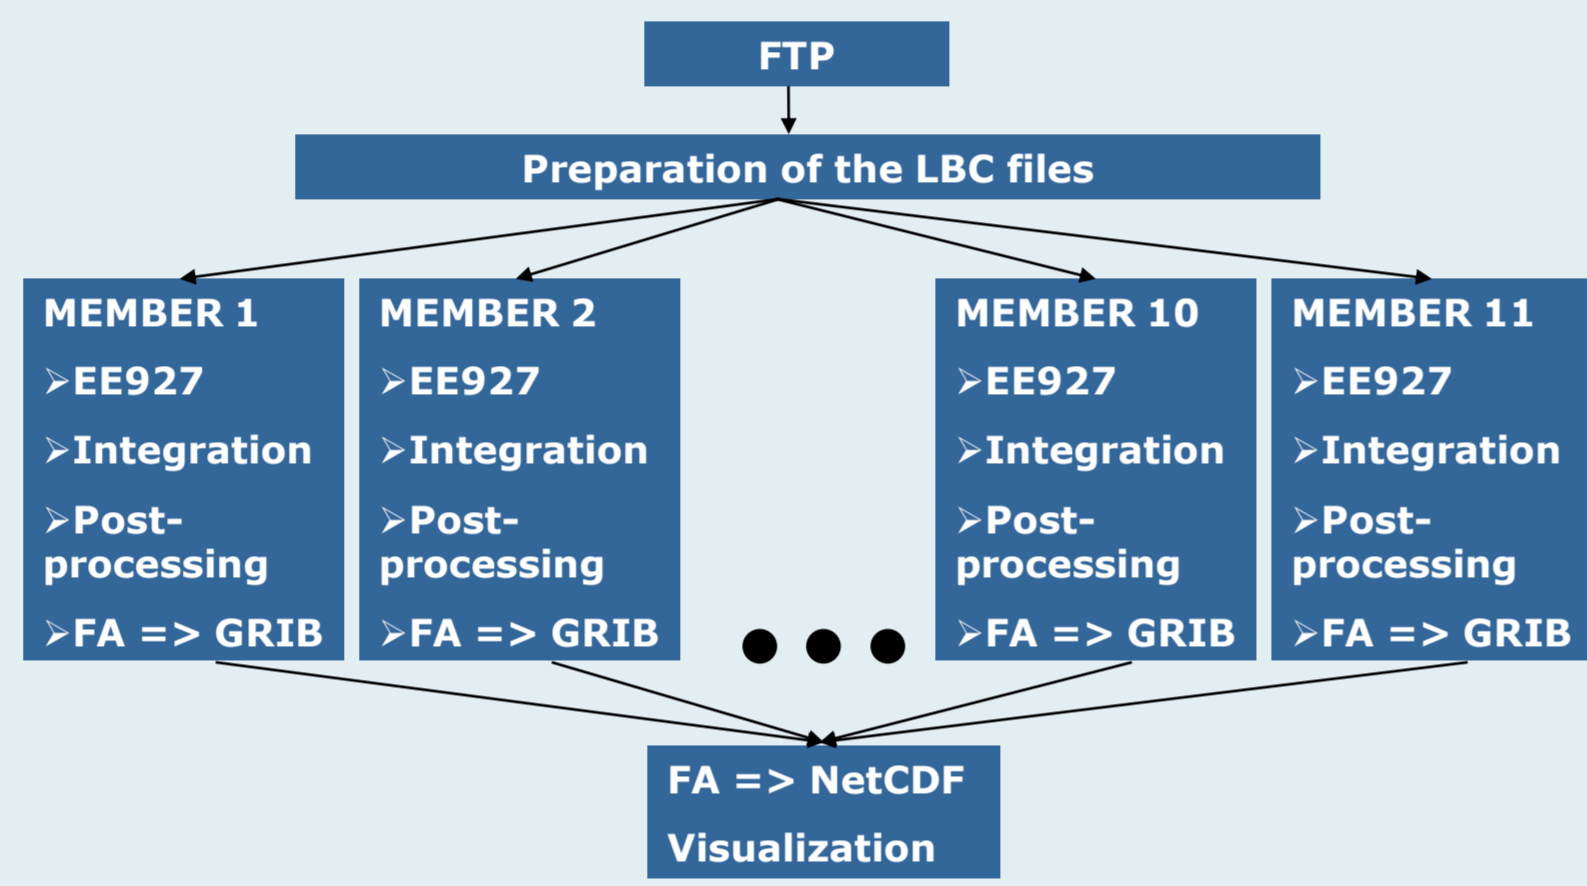 FTP
Preparation of the LBC files
MEMBER 1
➢EE927
➢Integration
➢Post-
processing
➢FA => GRIB
MEMBER 2
➢EE927
➢Integration
➢Post-
processing
➢FA => GRIB
MEMBER 10
➢EE927
➢Integration
➢Post-
processing
➢FA => GRIB
MEMBER 11
➢EE927
➢Integration
➢Post-
processing
➢FA => GRIB
FA => NetCDF
Visualization